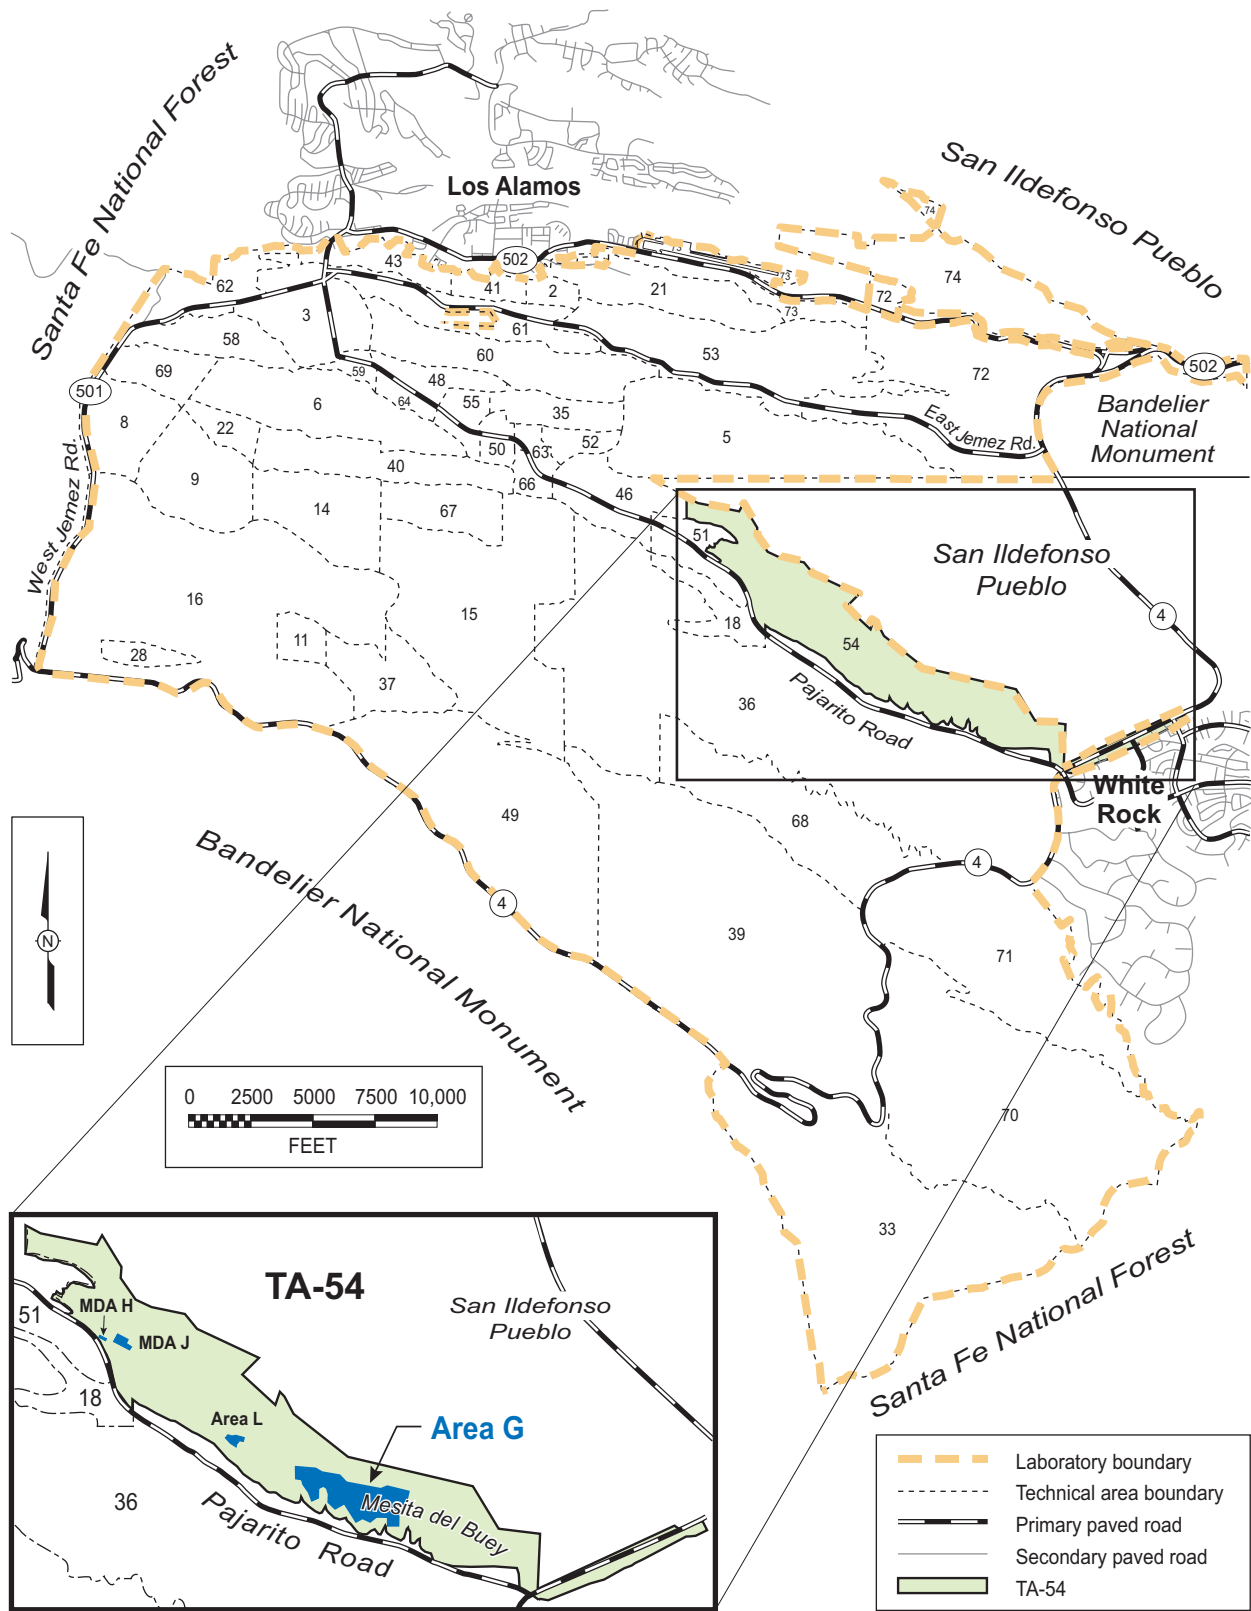 Santa Fe National Forest
Los Alamos
San Ildefonso Pueblo
74
73
43
502
62
41
2
21
73
72
74
3
73
61
58
60
53
502
69
59
48
72
501
64
55
6
35
Bandelier
National
Monument
8
22
East Jemez Rd.
5
50
63
52
40
66
9
46
14
67
51
West Jemez Rd.
San Ildefonso
Pueblo
16
15
4
18
11
54
28
37
36
Pajarito Road
White
Rock
49
68
Bandelier National Monument
4
4
39
71
N
0 2500 5000 7500 10,000
FEET
70
33
Santa Fe National Forest
TA-54
MDA H
San Ildefonso
Pueblo
51
MDA J
18
Area L
Area G
36
Mesita del Buey
Pajarito Road
Laboratory boundary
Technical area boundary
Primary paved road
Secondary paved road
TA-54